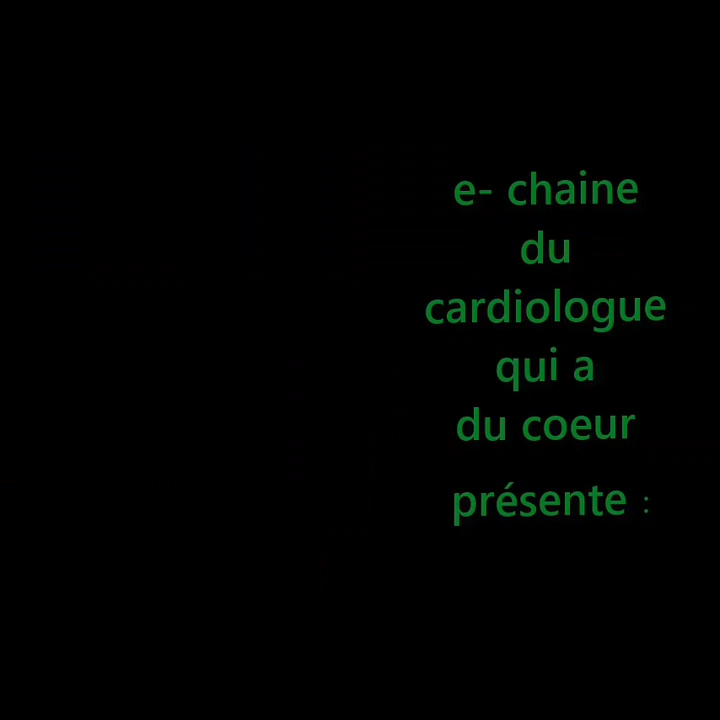 e- chaine
du
cardiologue
qui a
du coeur
présente :